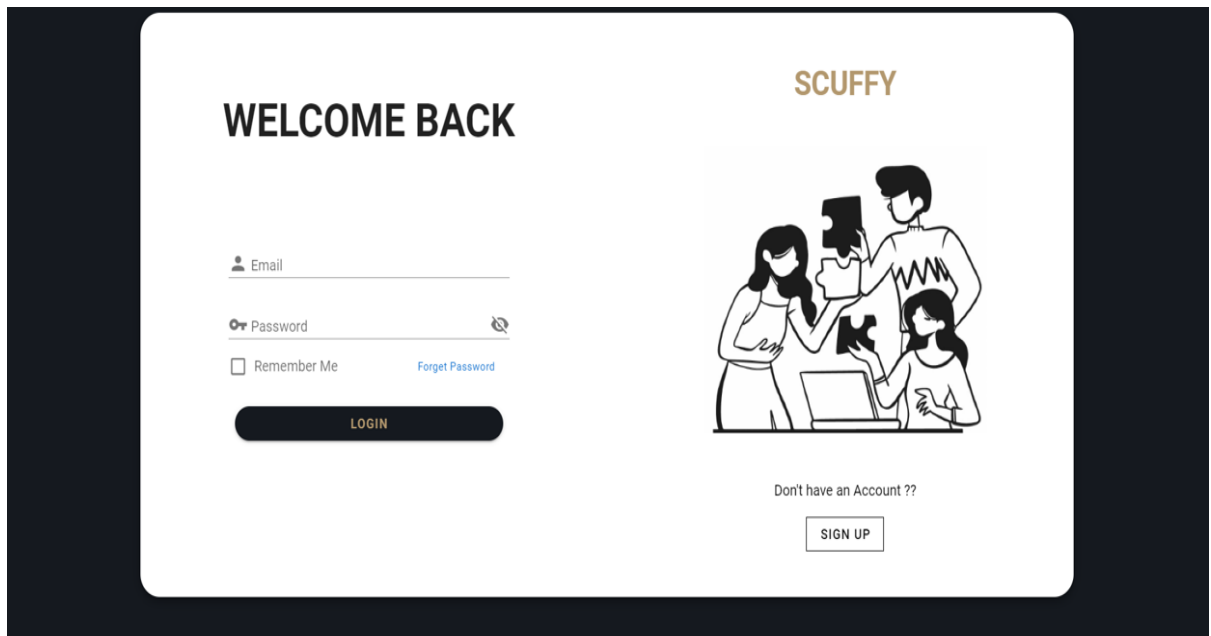 WELCOME BACK
Email
Password
Remember Me
Forget Password
LOGIN
SCUFFY
Don't have an Account ??
SIGN UP